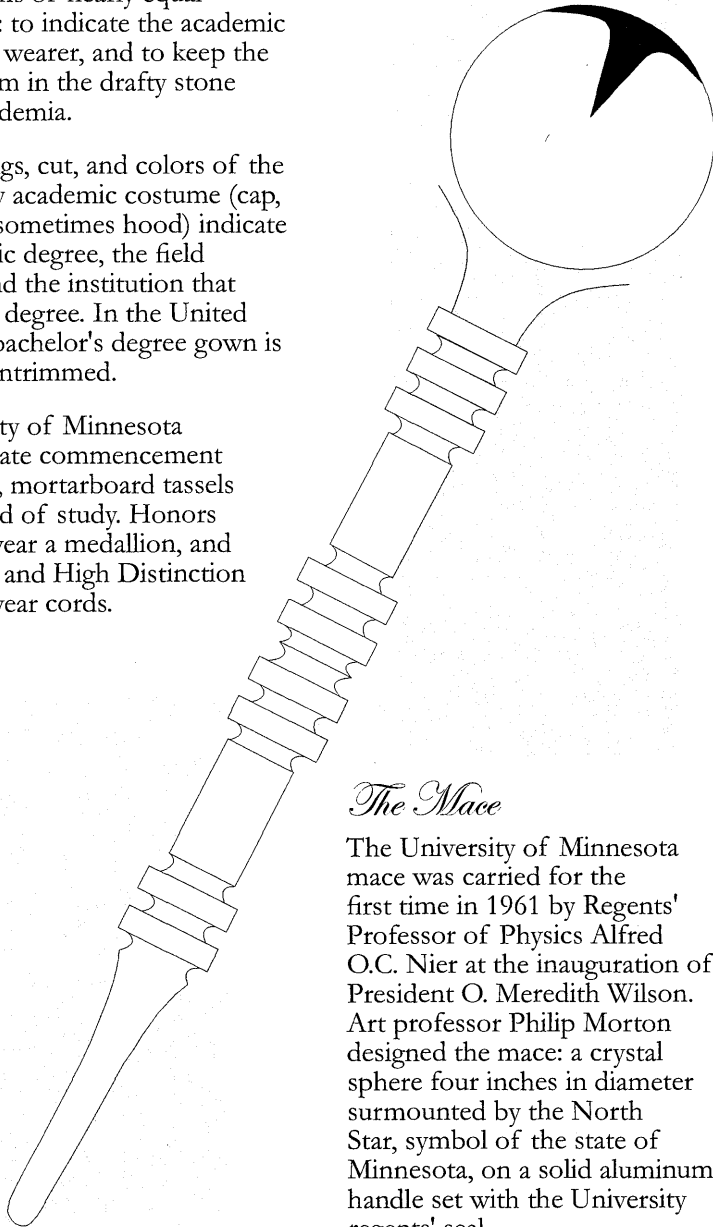 : to indicate the academic
wearer, and to keep the
m in the drafty stone
demia.
gs, cut, and colors of the
y academic costume (cap,
sometimes hood) indicate
ic degree, the field
nd the institution that
degree. In the United
bachelor's degree gown is
ntrimmed.
ty of Minnesota
ate commencement
, mortarboard tassels
d of study. Honors
year a medallion, and
and High Distinction
year cords.
The Mace
The University of Minnesota
mace was carried for the
first time in 1961 by Regents'
Professor of Physics Alfred
O.C. Nier at the inauguration of
President O. Meredith Wilson.
Art professor Philip Morton
designed the mace: a crystal
sphere four inches in diameter
surmounted by the North
Star, symbol of the state of
Minnesota, on a solid aluminum
handle set with the University
regents' seal